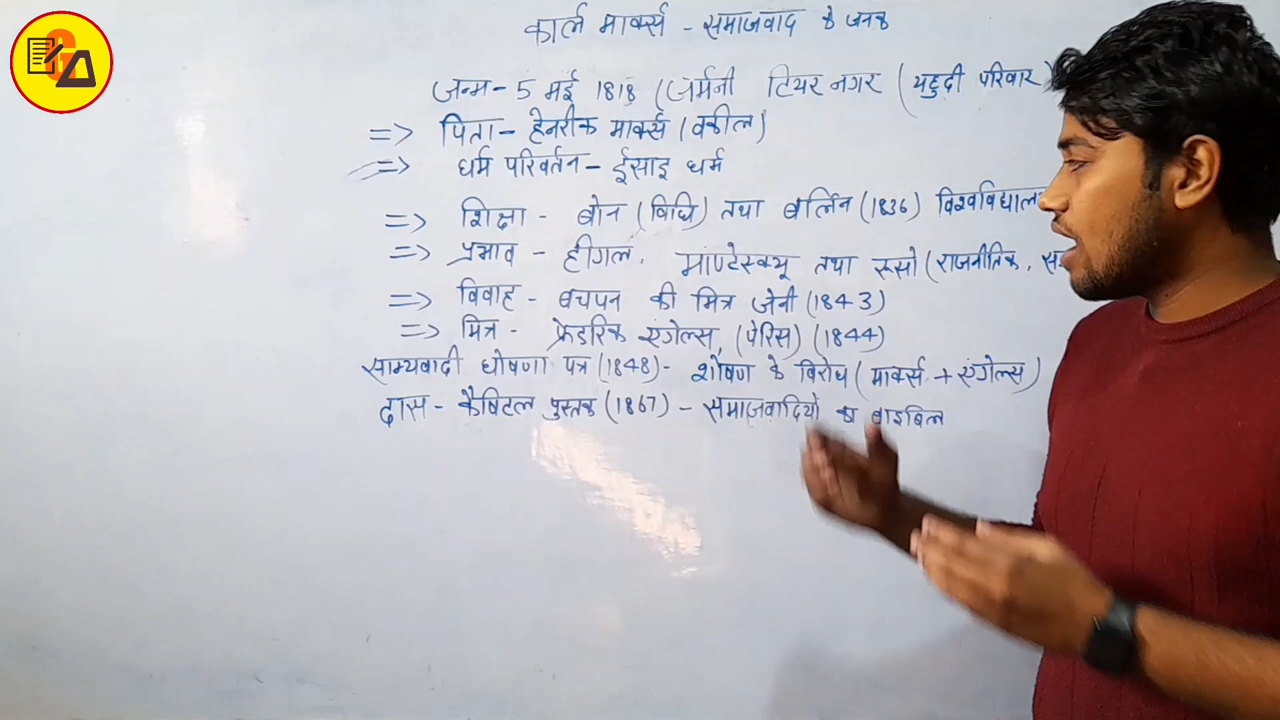 कार्ल मार्क्स - समाजवाद के जनक
जन्म - 5 मई 1818 (जर्मनी टियर नगर (यहुदी परिवार)
=> पिता - हेनरीक मार्क्स (वकील)
=> धर्म परिवर्तन - ईसाइ धर्म
=> शिक्षा - बोन (विधि) तथा बर्लिन (1836) विश्वविद्यालय
=> प्रभाव - हीगल, माण्टेस्क्यू तथा रूसो (राजनीतिक,
=> विवाह - बचपन की मित्र जेनी (1843)
=> मित्र - फ्रेडरिक एंगेल्स, (पेरिस) (1844)
साम्यवादी घोषणा पत्र (1848) - शोषण के विरोध (मार्क्स + एंगेल्स)
दास - कैपिटल पुस्तक (1867) - समाजवादियों का बाइबिल